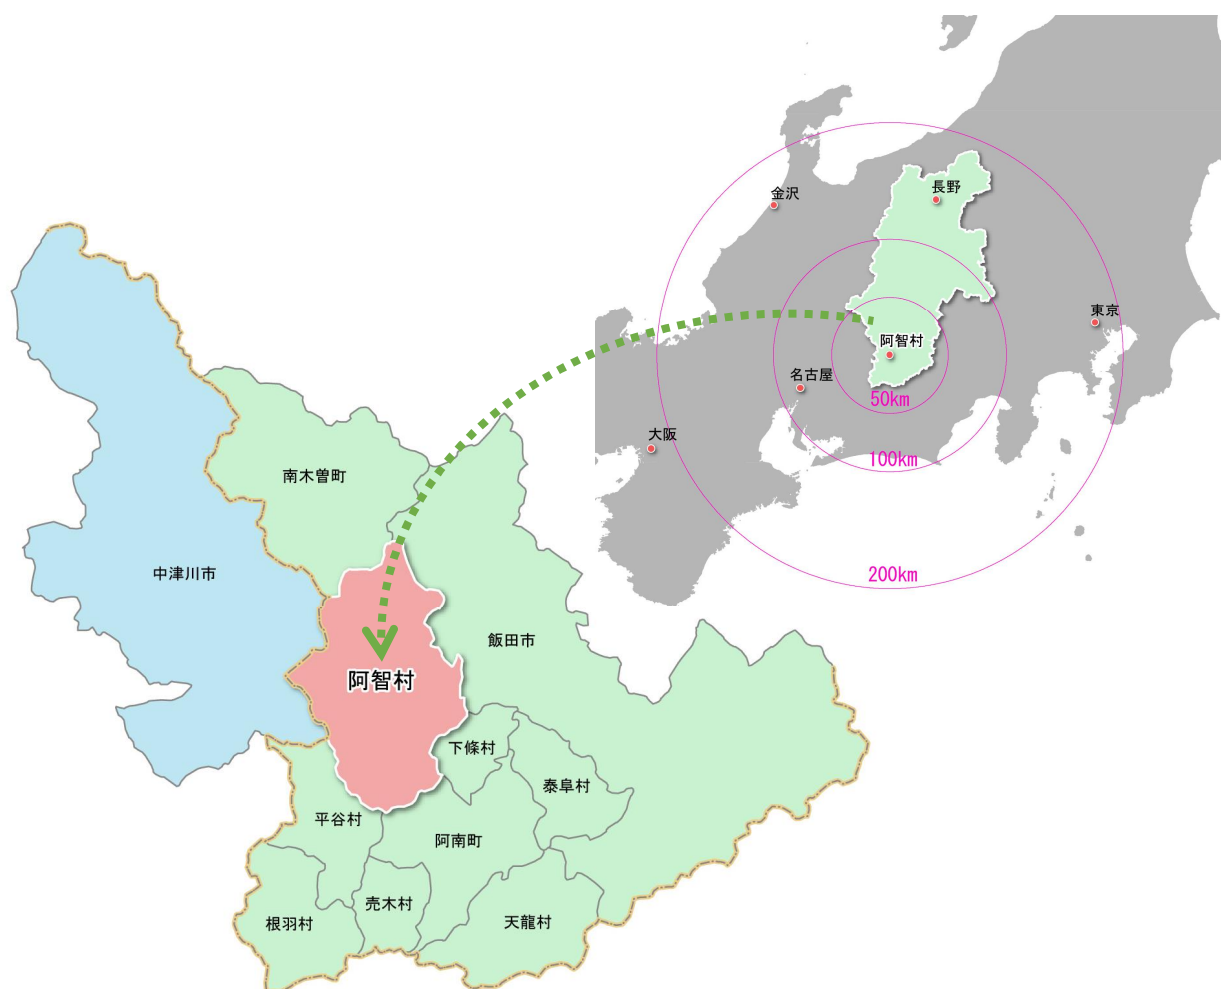 金沢
長野
東京
阿智村
名古屋
50km
大阪
100km
200km
南木曽町
中津川市
飯田市
阿智村
下條村
泰阜村
平谷村
阿南町
売木村
根羽村
天龍村